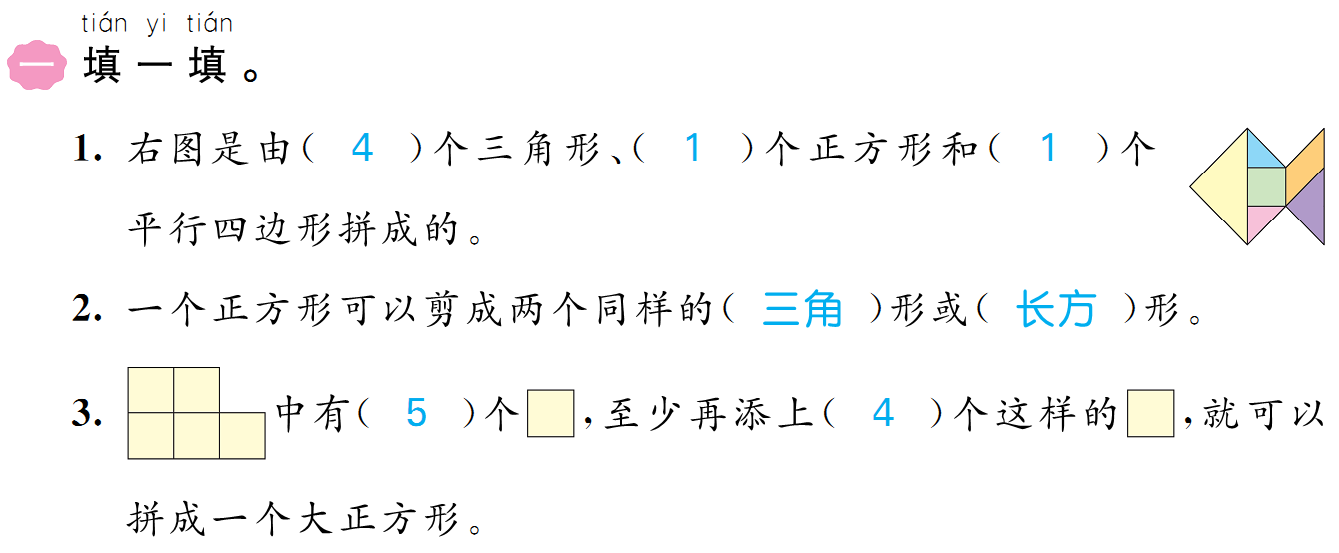 tián yi tián
一 填一填。
1. 右图是由( 4 )个三角形、( 1 )个正方形和( 1 )个
平行四边形拼成的。
2. 一个正方形可以剪成两个同样的( 三角 )形或( 长方 )形。
3. 中有( 5 )个 ,至少再添上( 4 )个这样的 ,就可以
拼成一个大正方形。